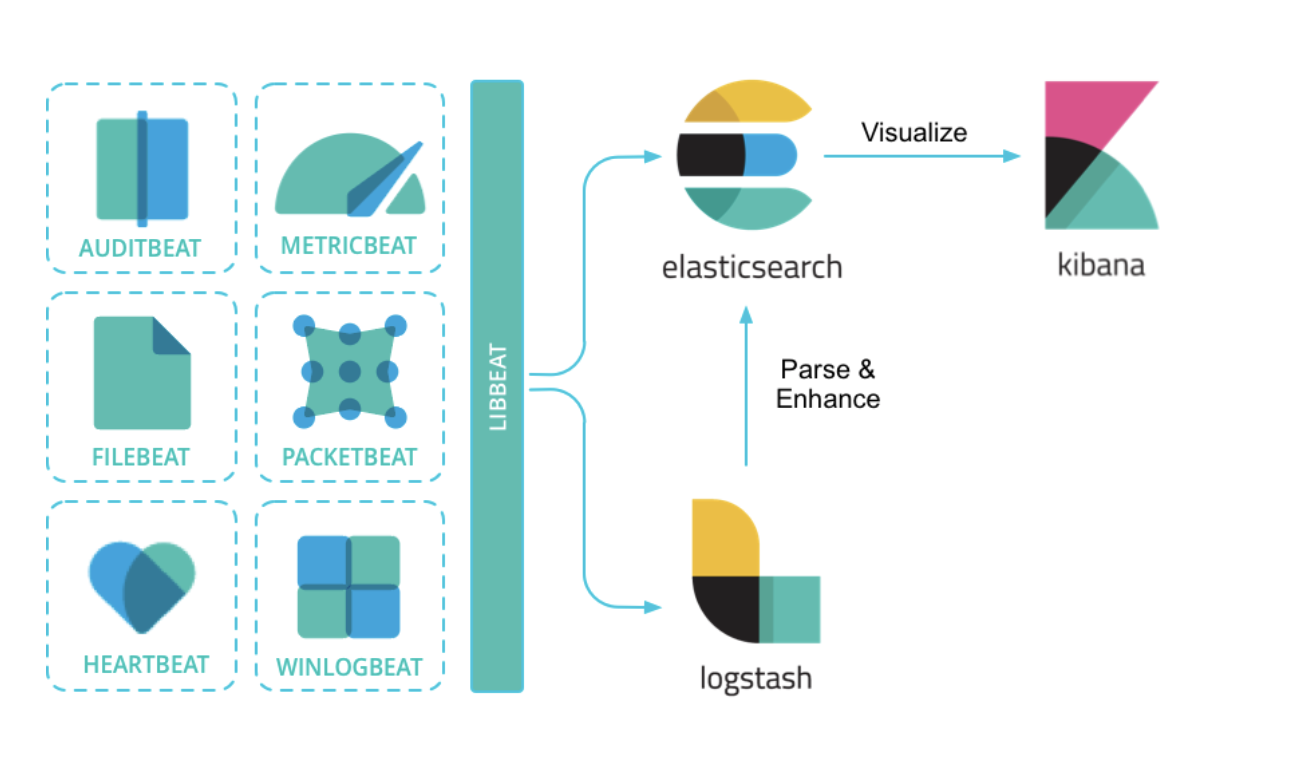 AUDITBEAT
METRICBEAT
FILEBEAT
PACKETBEAT
HEARTBEAT
WINLOGBEAT
LIBBEAT
elasticsearch
Visualize
kibana
Parse &
Enhance
logstash